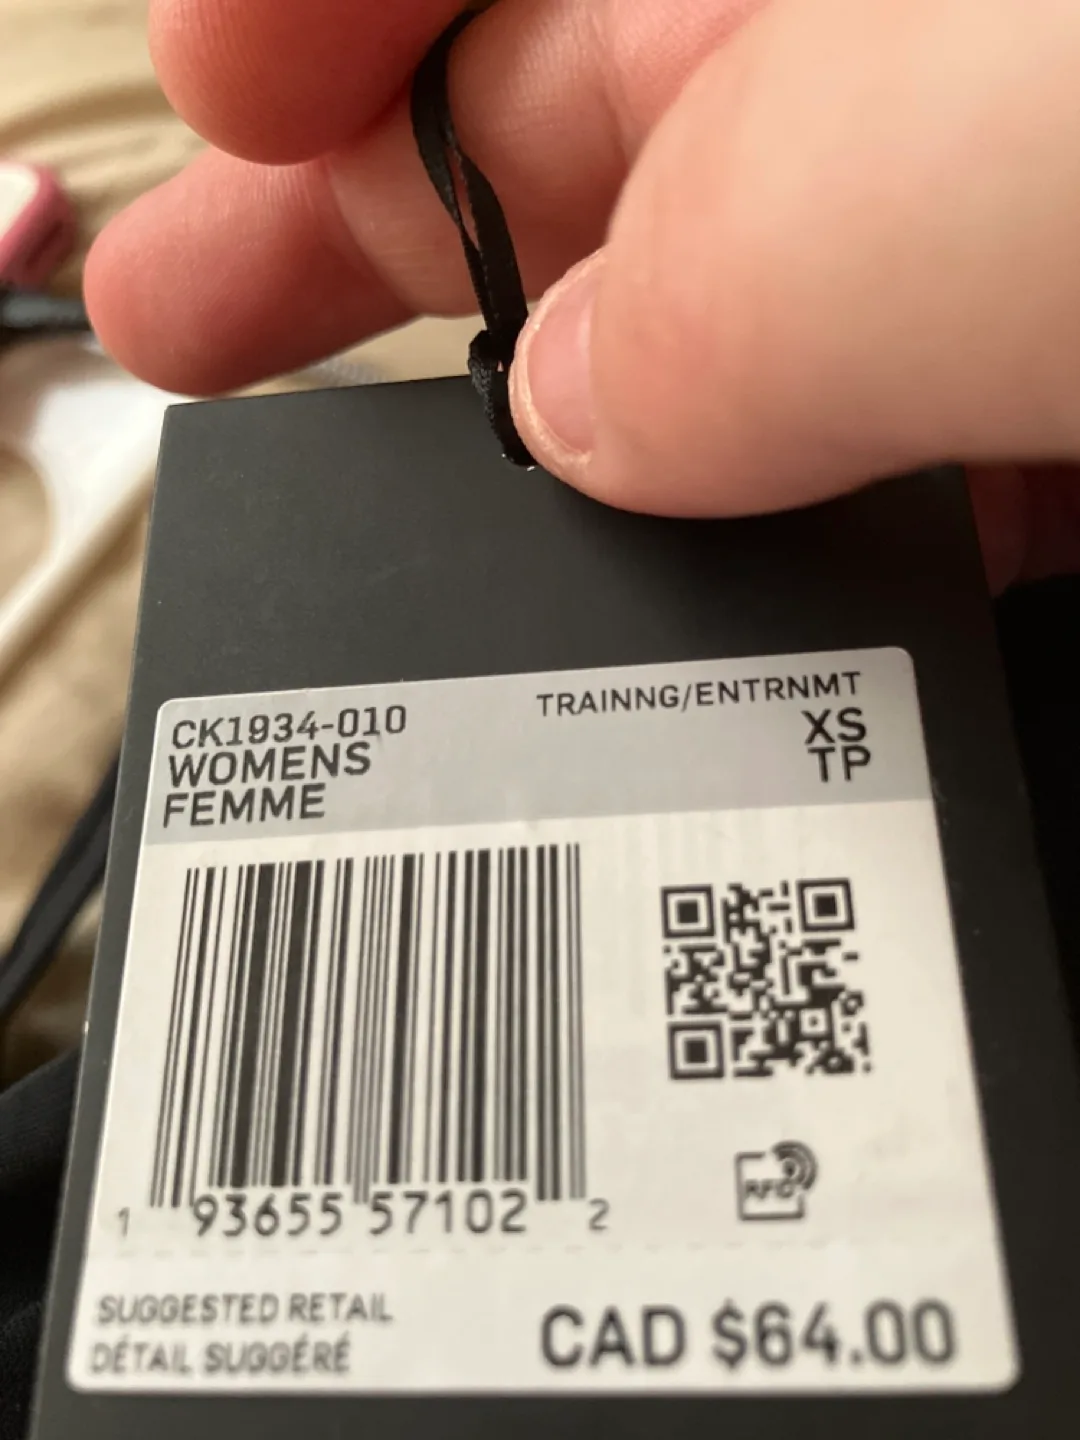 CK1934-010
WOMENS
FEMME
TRAINNG/ENTRNMT
XS
TP
1 93655 57102 2
RFID
SUGGESTED RETAIL
DÉTAIL SUGGÉRÉ
CAD $64.00